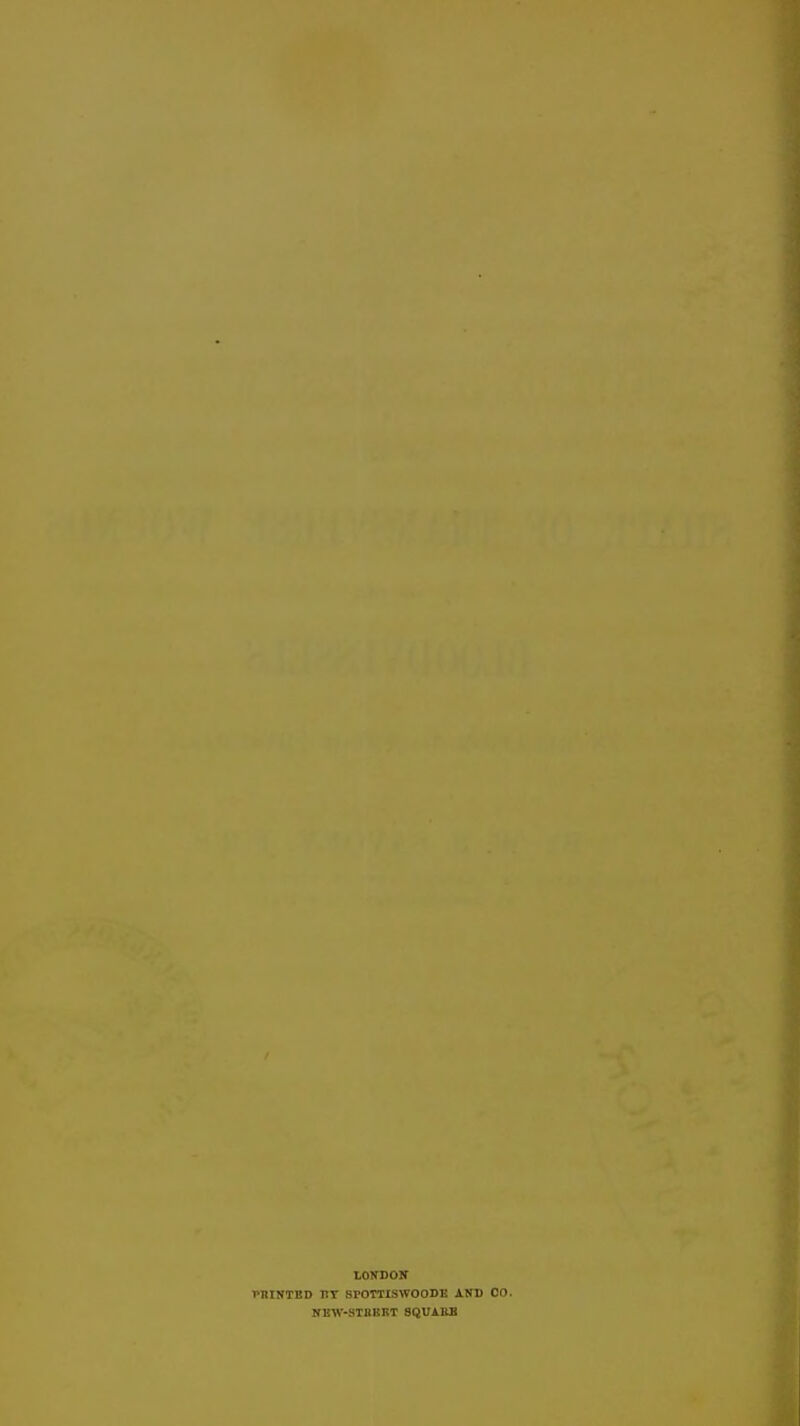 LONDON
PRINTED BY SPOTTISWOODE AND CO.
NEW-STREET SQUARE